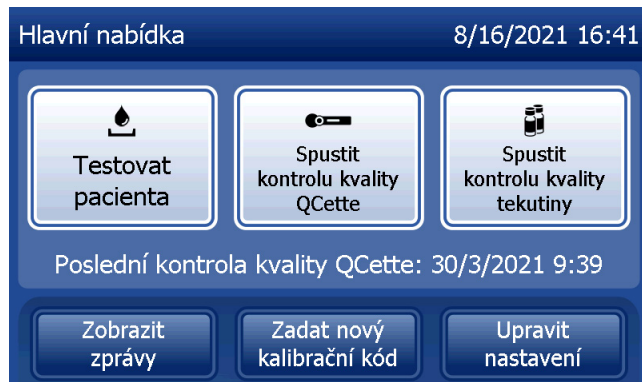 Hlavní nabídka 8/16/2021 16:41
Testovat
pacienta
Spustit
kontrolu kvality
QCette
Spustit
kontrolu kvality
tekutiny
Poslední kontrola kvality QCette: 30/3/2021 9:39
Zobrazit
zprávy
Zadat nový
kalibrační kód
Upravit
nastavení